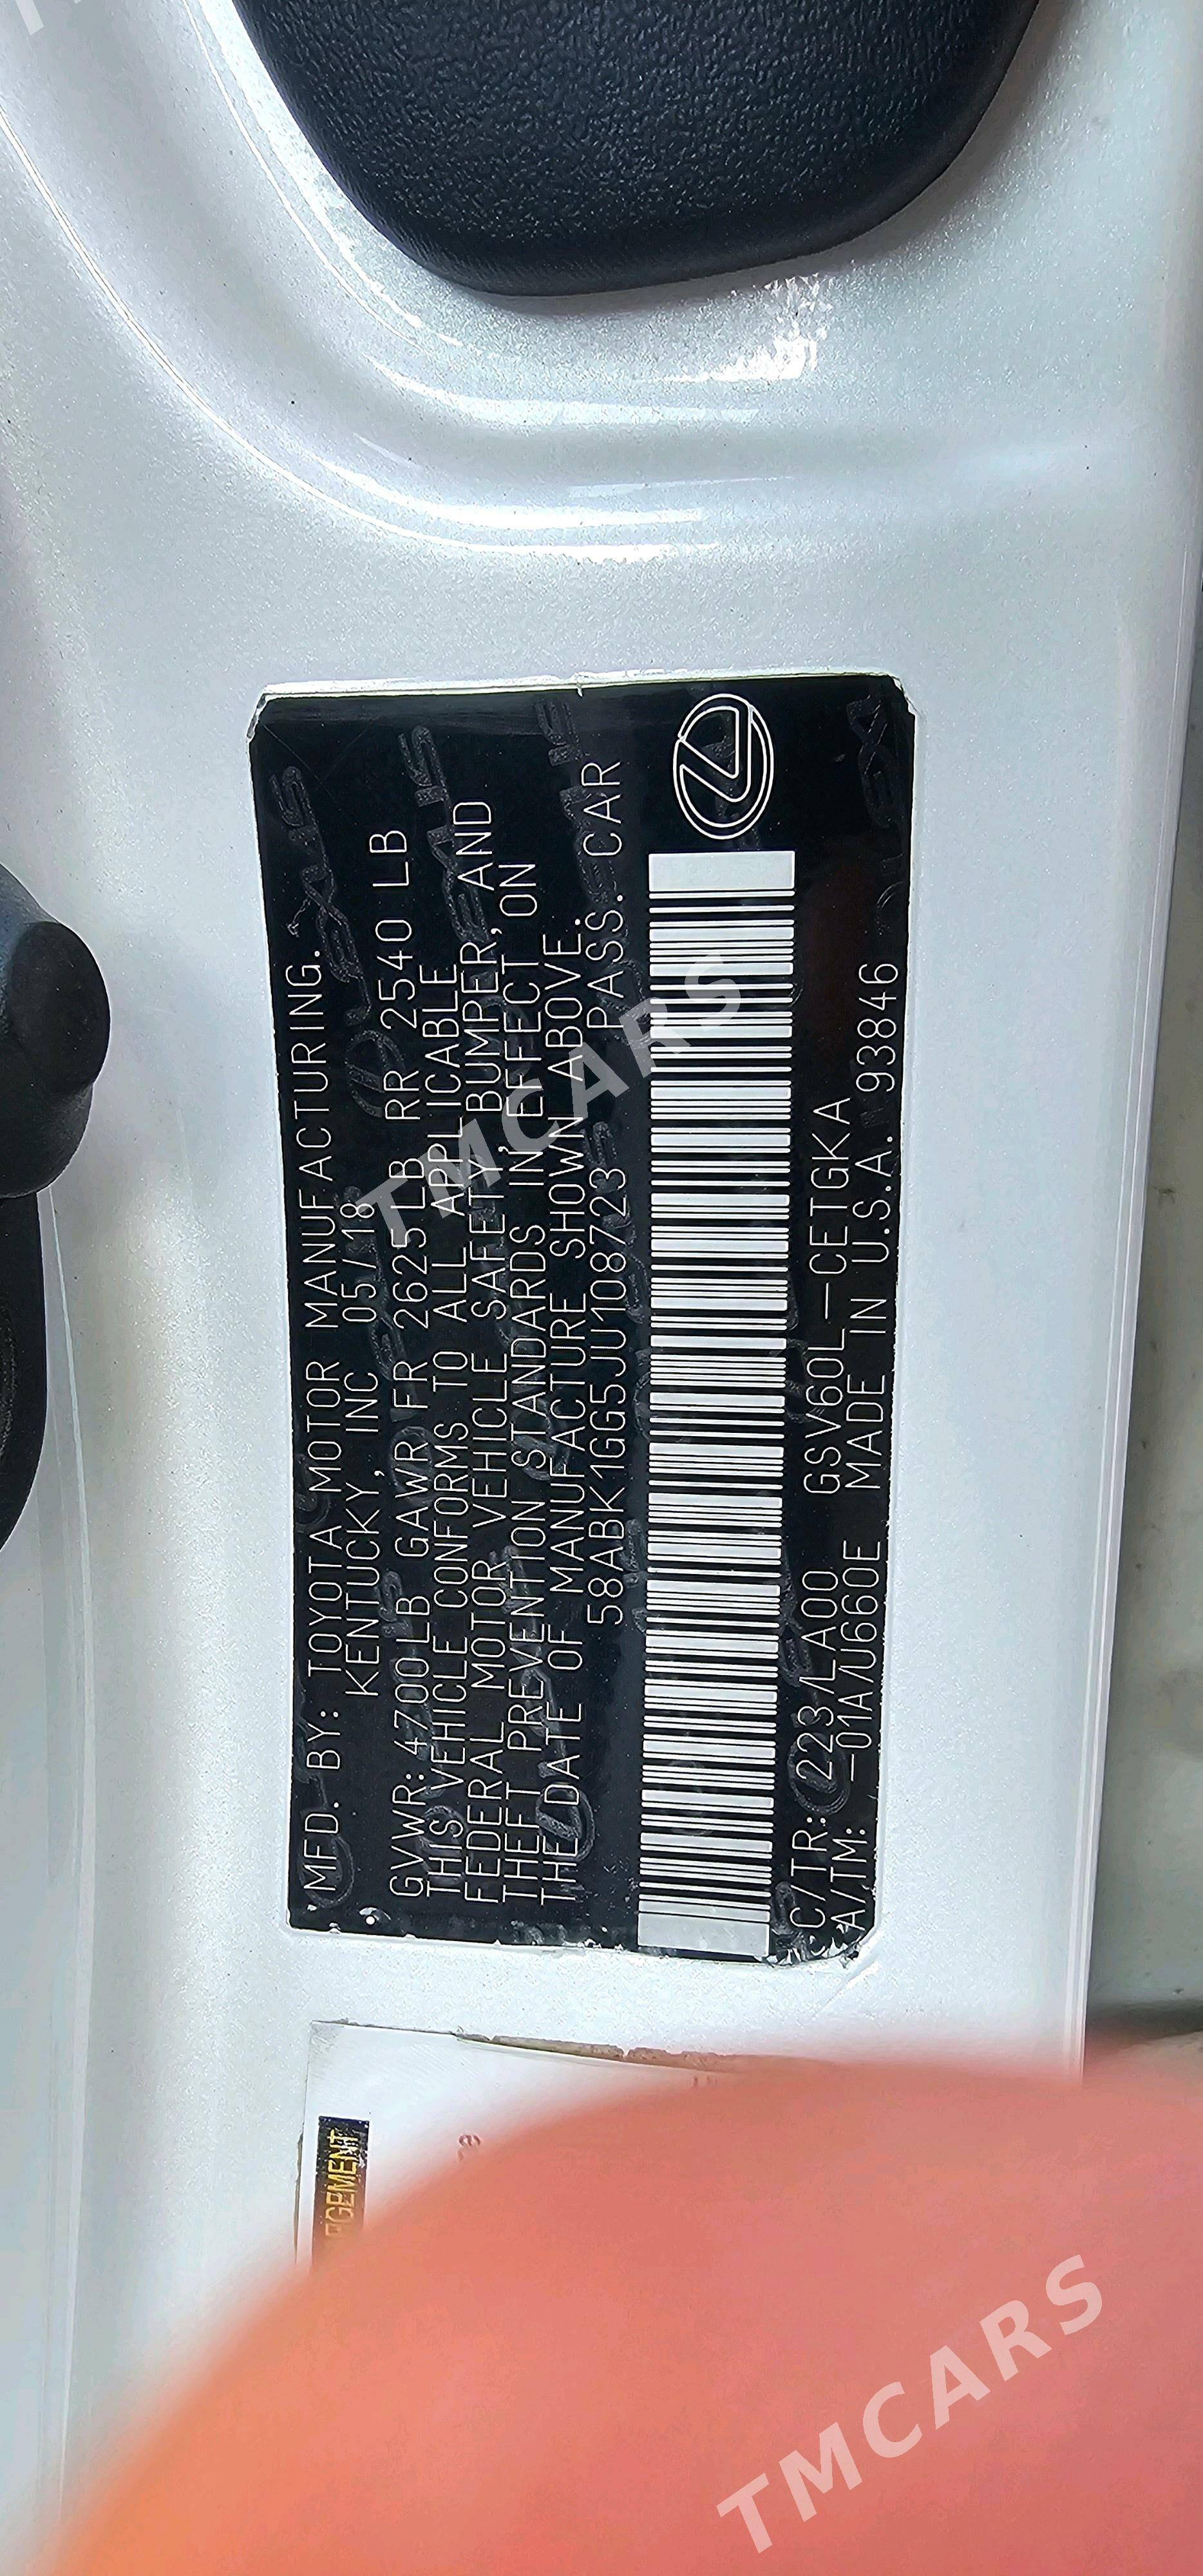 MFD. BY: TOYOTA MOTOR MANUFACTURING.
KENTUCKY, INC 05/18
GVWR: 4700LB GAWR FR 2625LB RR 2540 LB
THIS VEHICLE CONFORMS TO ALL APPLICABLE
FEDERAL MOTOR VEHICLE SAFETY, BUMPER, AND
THEFT PREVENTION STANDARDS IN EFFECT ON
THE DATE OF MANUFACTURE SHOWN ABOVE.
58ABK1GG5JU108723 PASS. CAR
C/TR: 223/LA00 GSV60L-CETGKA
A/TM: -01A/U660E MADE IN U.S.A. 93846
TMCARS
TMCARS